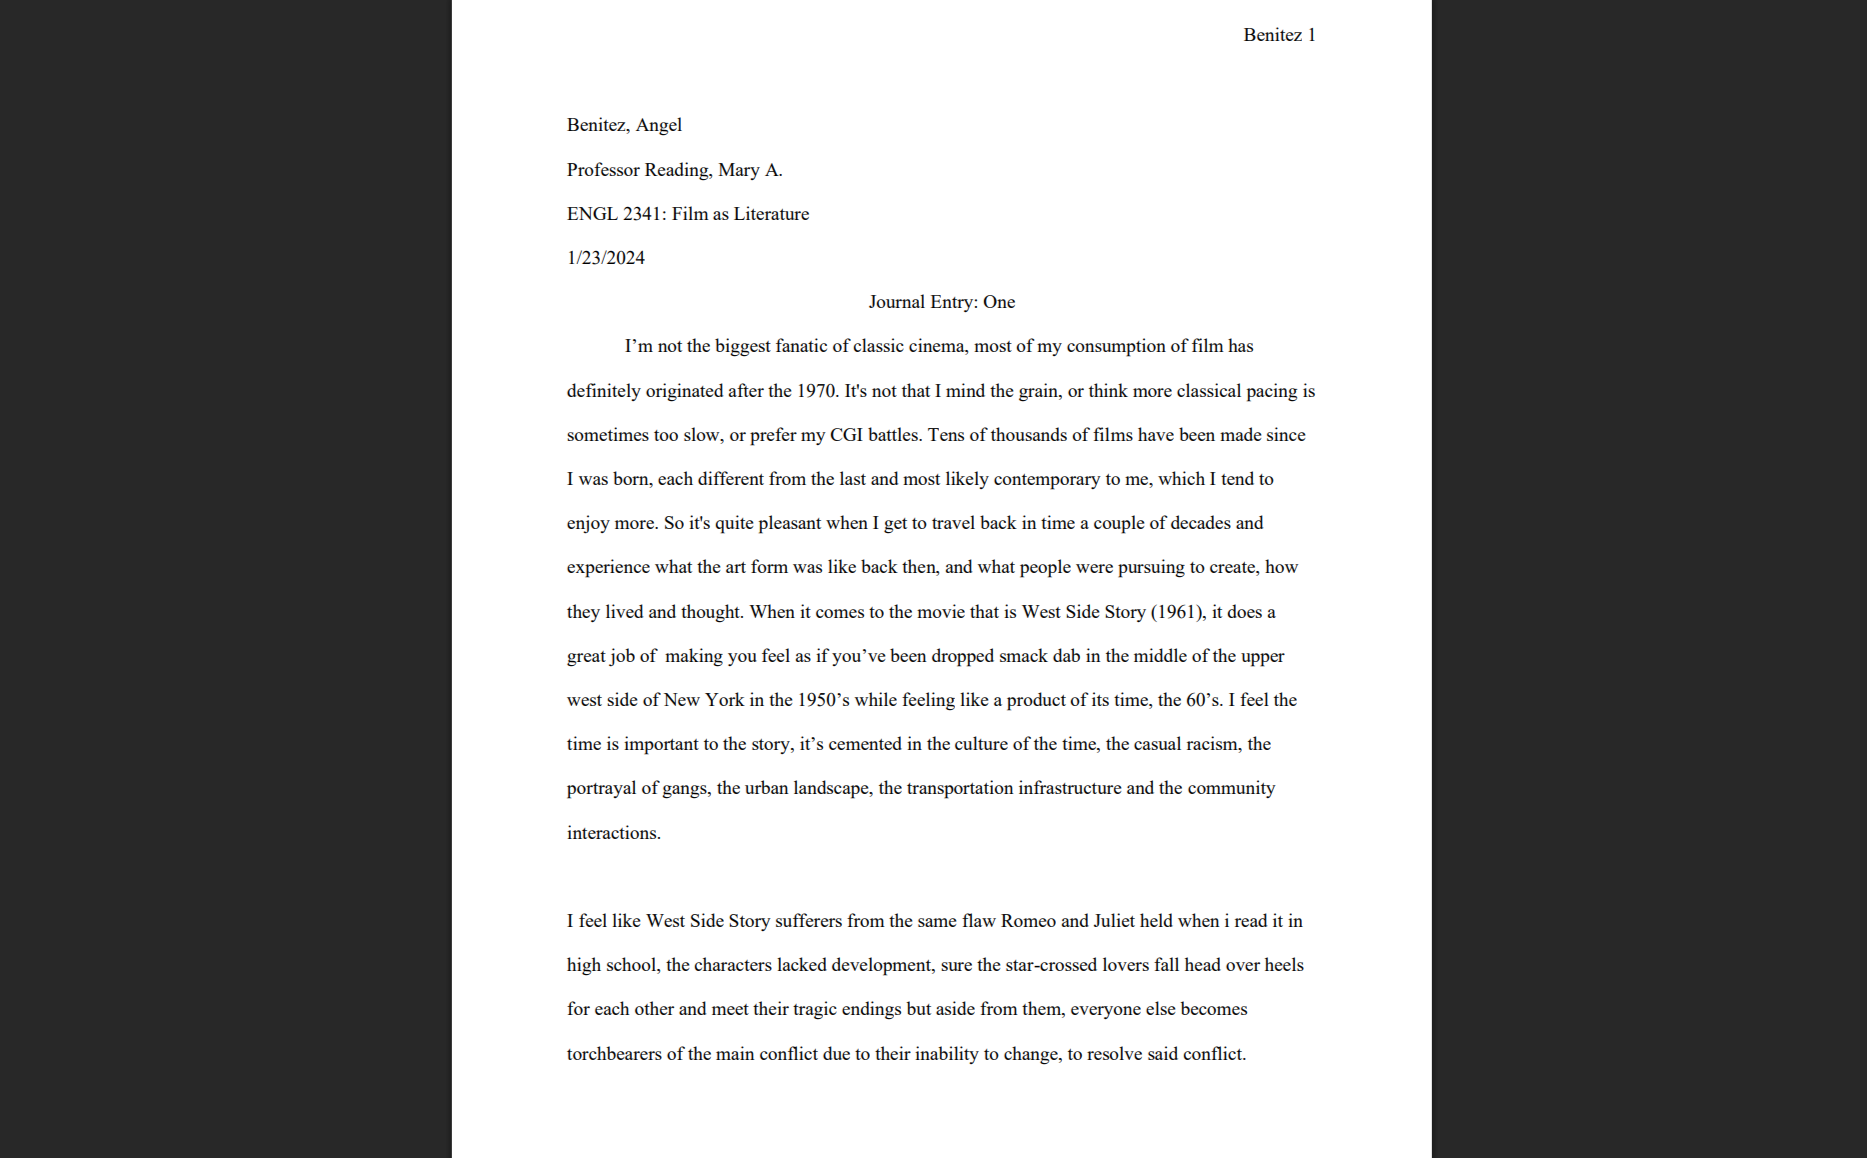 Benitez 1
Benitez, Angel
Professor Reading, Mary A.
ENGL 2341: Film as Literature
1/23/2024
Journal Entry: One
I’m not the biggest fanatic of classic cinema, most of my consumption of film has
definitely originated after the 1970. It's not that I mind the grain, or think more classical pacing is
sometimes too slow, or prefer my CGI battles. Tens of thousands of films have been made since
I was born, each different from the last and most likely contemporary to me, which I tend to
enjoy more. So it's quite pleasant when I get to travel back in time a couple of decades and
experience what the art form was like back then, and what people were pursuing to create, how
they lived and thought. When it comes to the movie that is West Side Story (1961), it does a
great job of  making you feel as if you’ve been dropped smack dab in the middle of the upper
west side of New York in the 1950’s while feeling like a product of its time, the 60’s. I feel the
time is important to the story, it’s cemented in the culture of the time, the casual racism, the
portrayal of gangs, the urban landscape, the transportation infrastructure and the community
interactions.
I feel like West Side Story sufferers from the same flaw Romeo and Juliet held when i read it in
high school, the characters lacked development, sure the star-crossed lovers fall head over heels
for each other and meet their tragic endings but aside from them, everyone else becomes
torchbearers of the main conflict due to their inability to change, to resolve said conflict.